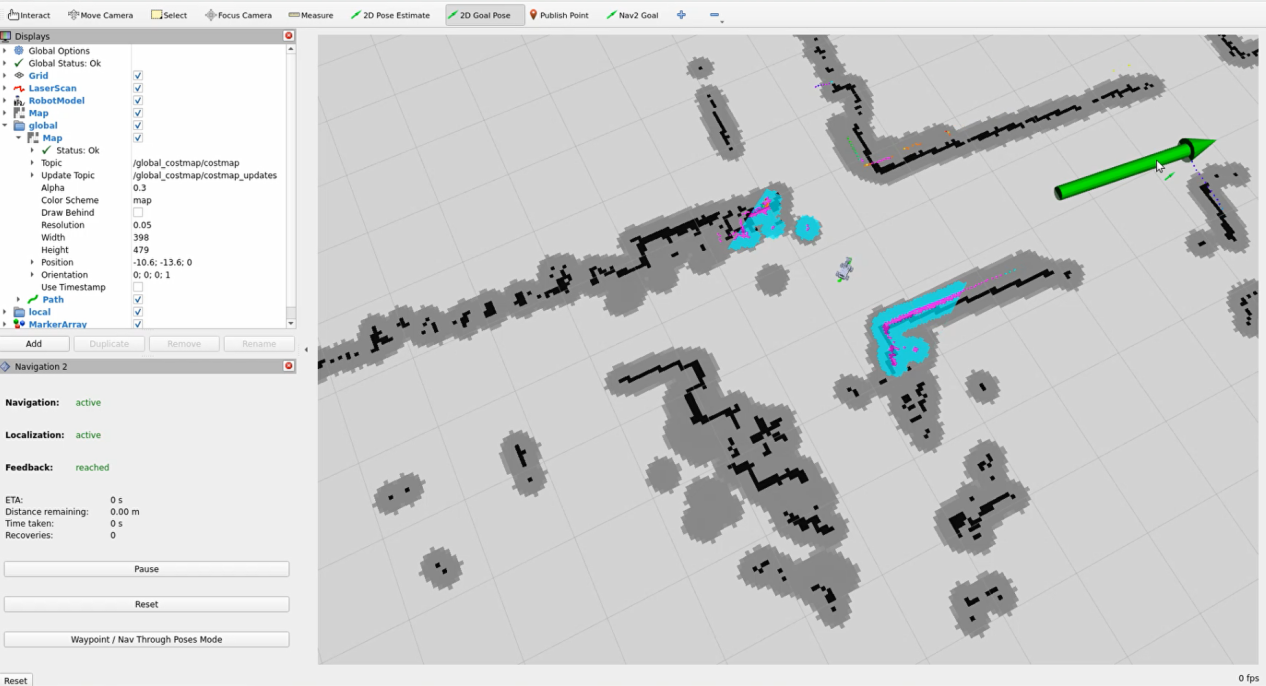 Interact Move Camera Select Focus Camera Measure 2D Pose Estimate 2D Goal Pose Publish Point Nav2 Goal
Displays
Global Options
Global Status: Ok
Grid
LaserScan
RobotModel
Map
global
Map
Status: Ok
Topic /global_costmap/costmap
Update Topic /global_costmap/costmap_updates
Alpha 0.3
Color Scheme map
Draw Behind
Resolution 0.05
Width 398
Height 479
Position -10.6; -13.6; 0
Orientation 0; 0; 0; 1
Use Timestamp
Path
local
MarkerArray
Add Duplicate Remove Rename
Navigation 2
Navigation: active
Localization: active
Feedback: reached
ETA: 0 s
Distance remaining: 0.00 m
Time taken: 0 s
Recoveries: 0
Pause
Reset
Waypoint / Nav Through Poses Mode
Reset 0 fps